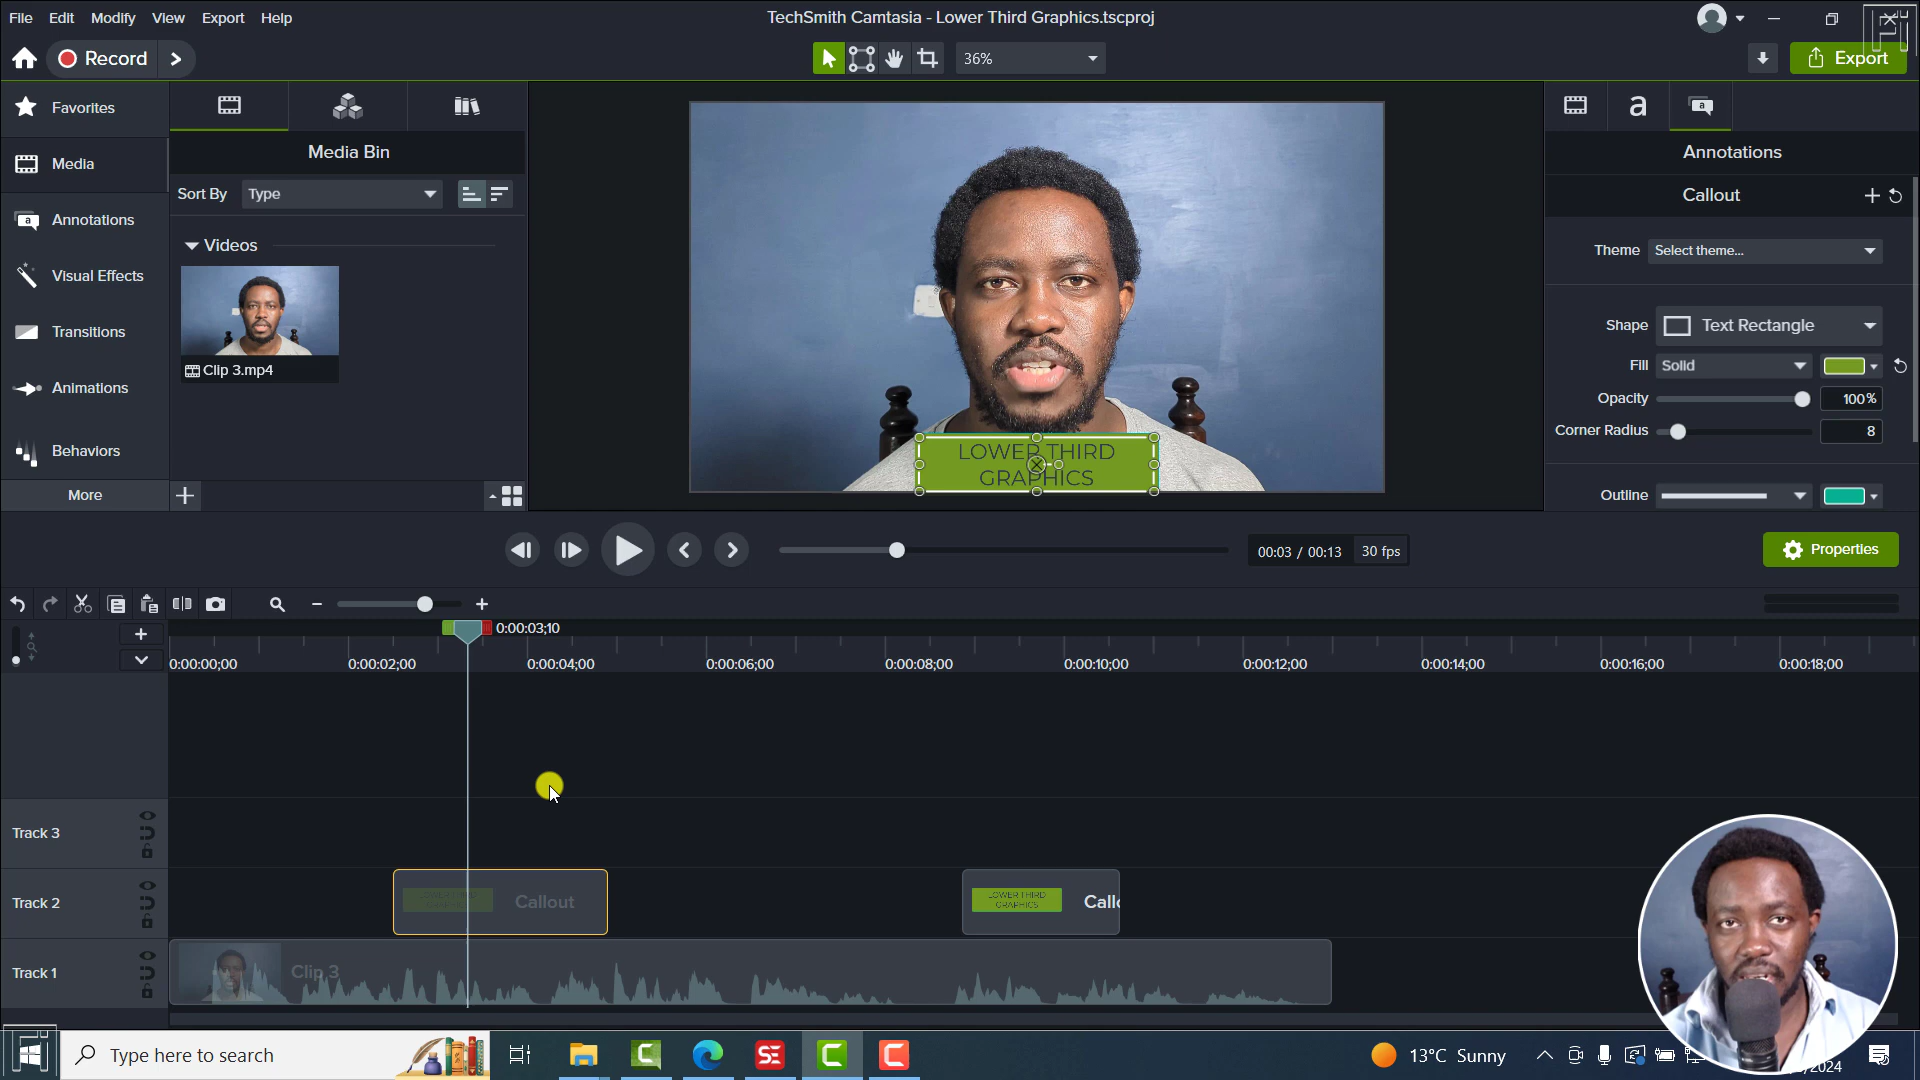 File Edit Modify View Export Help
TechSmith Camtasia - Lower Third Graphics.tscproj
Record
36%
Export
Favorites
Media
Annotations
Visual Effects
Transitions
Animations
Behaviors
More
Media Bin
Sort By Type
Videos
Clip 3.mp4
LOWER THIRD
GRAPHICS
a
Annotations
Callout
Theme Select theme...
Shape Text Rectangle
Fill Solid
Opacity 100%
Corner Radius 8
Outline
00:03 / 00:13 30 fps
Properties
0:00:03;10
0:00:00;00 0:00:02;00 0:00:04;00 0:00:06;00 0:00:08;00 0:00:10;00 0:00:12;00 0:00:14;00 0:00:16;00 0:00:18;00
Track 3
Track 2
Callout
LOWER THIRD
GRAPHICS
Callo
Track 1
Clip 3
Type here to search
13°C Sunny